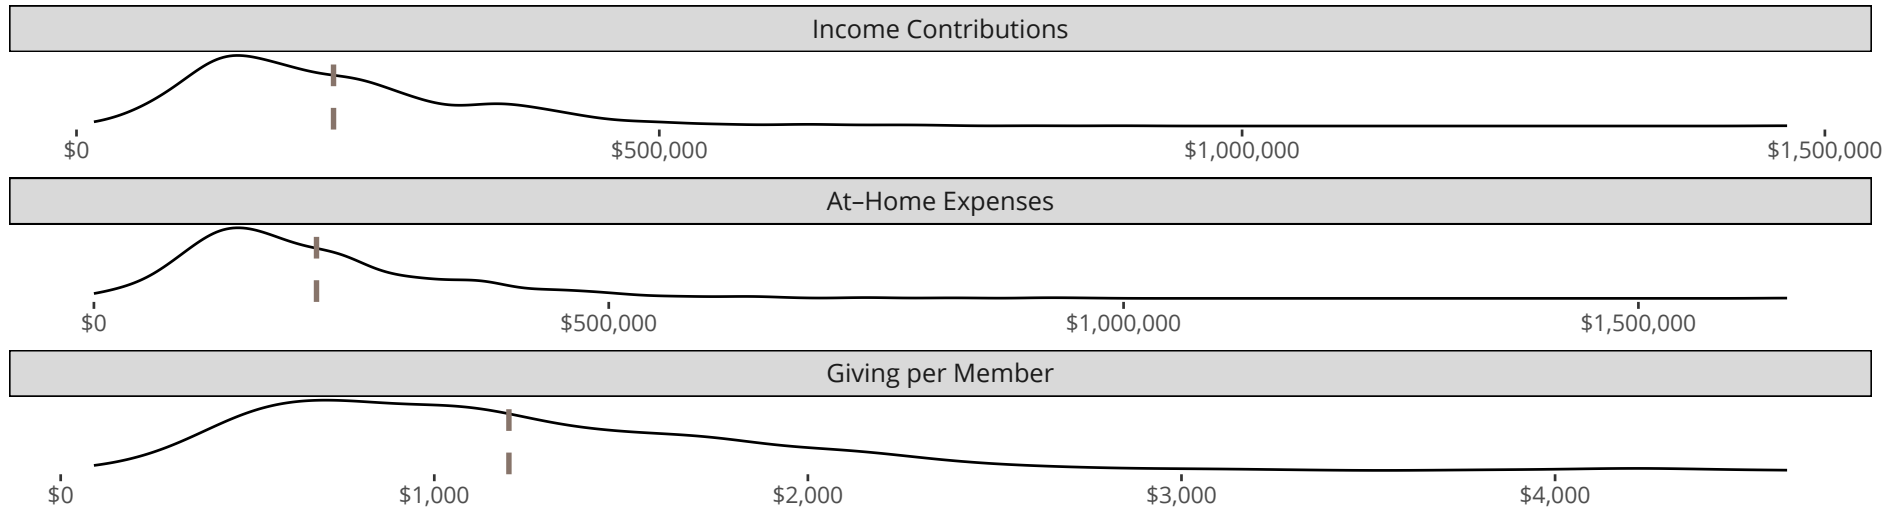 Income Contributions
$0 $500,000 $1,000,000 $1,500,000
At–Home Expenses
$0 $500,000 $1,000,000 $1,500,000
Giving per Member
$0 $1,000 $2,000 $3,000 $4,000